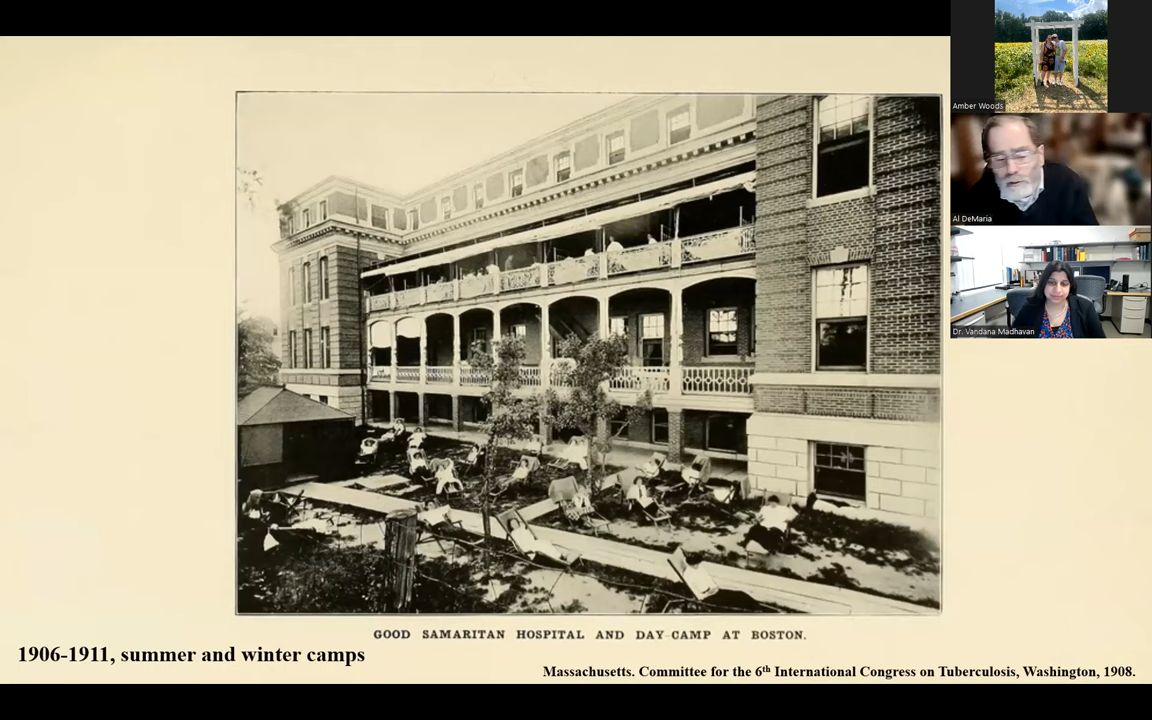 Amber Woods
Al DeMaria
Dr. Vandana Madhavan
GOOD SAMARITAN HOSPITAL AND DAY CAMP AT BOSTON.
1906-1911, summer and winter camps
Massachusetts. Committee for the 6th International Congress on Tuberculosis, Washington, 1908.